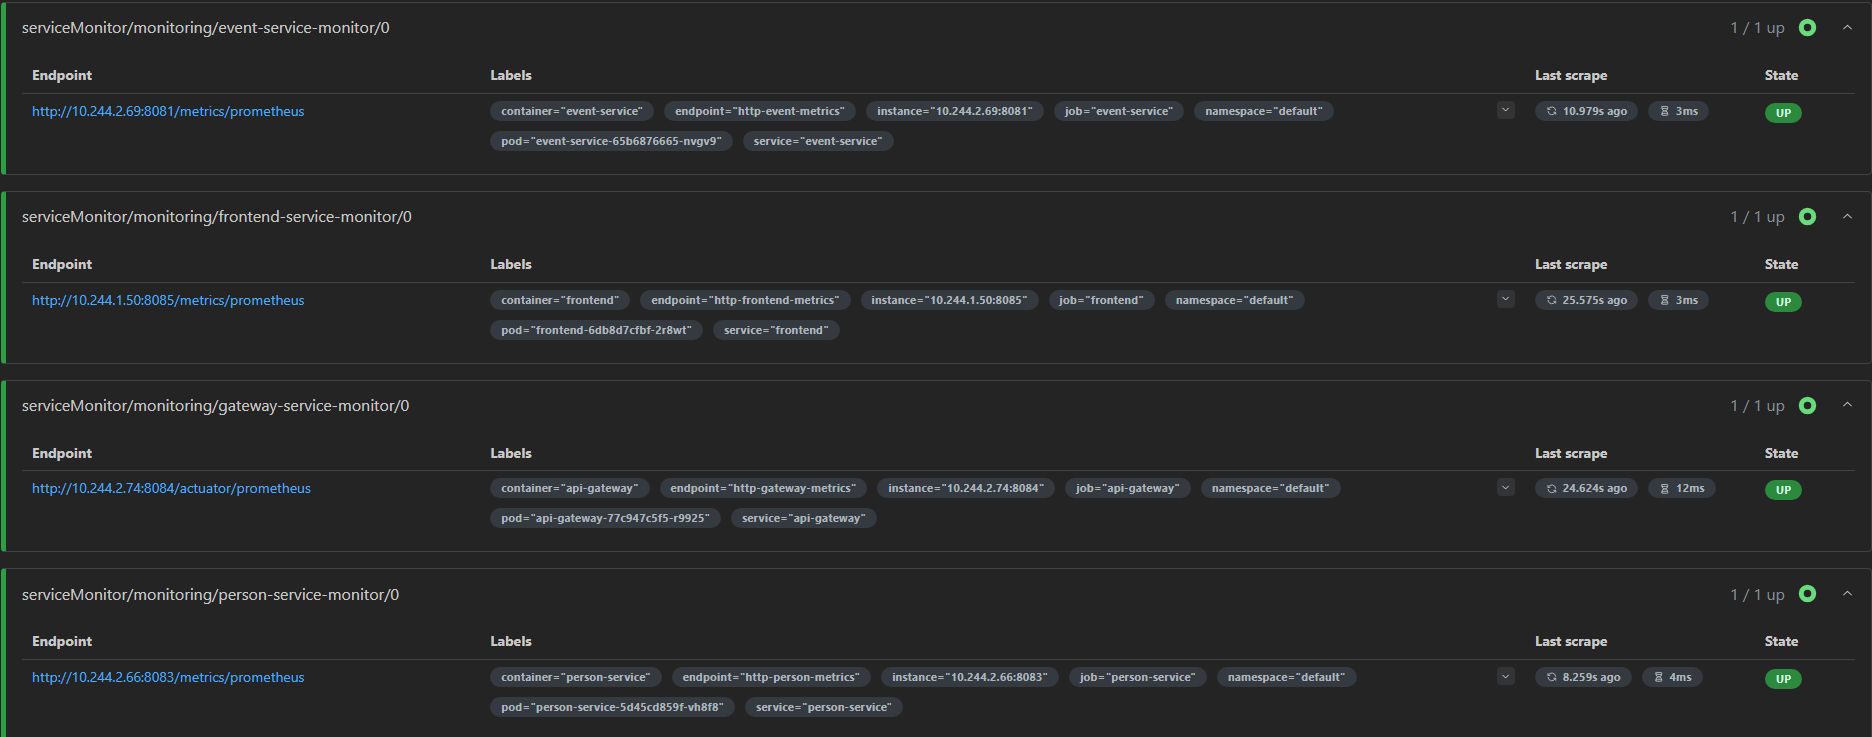 serviceMonitor/monitoring/event-service-monitor/0 1 / 1 up
Endpoint Labels Last scrape State
http://10.244.2.69:8081/metrics/prometheus container="event-service" endpoint="http-event-metrics" instance="10.244.2.69:8081" job="event-service" namespace="default" 10.979s ago 3ms UP
pod="event-service-65b6876665-nvgv9" service="event-service"
serviceMonitor/monitoring/frontend-service-monitor/0 1 / 1 up
Endpoint Labels Last scrape State
http://10.244.1.50:8085/metrics/prometheus container="frontend" endpoint="http-frontend-metrics" instance="10.244.1.50:8085" job="frontend" namespace="default" 25.575s ago 3ms UP
pod="frontend-6db8d7cfbf-2r8wt" service="frontend"
serviceMonitor/monitoring/gateway-service-monitor/0 1 / 1 up
Endpoint Labels Last scrape State
http://10.244.2.74:8084/actuator/prometheus container="api-gateway" endpoint="http-gateway-metrics" instance="10.244.2.74:8084" job="api-gateway" namespace="default" 24.624s ago 12ms UP
pod="api-gateway-77c947c5f5-r9925" service="api-gateway"
serviceMonitor/monitoring/person-service-monitor/0 1 / 1 up
Endpoint Labels Last scrape State
http://10.244.2.66:8083/metrics/prometheus container="person-service" endpoint="http-person-metrics" instance="10.244.2.66:8083" job="person-service" namespace="default" 8.259s ago 4ms UP
pod="person-service-5d45cd859f-vh8f8" service="person-service"